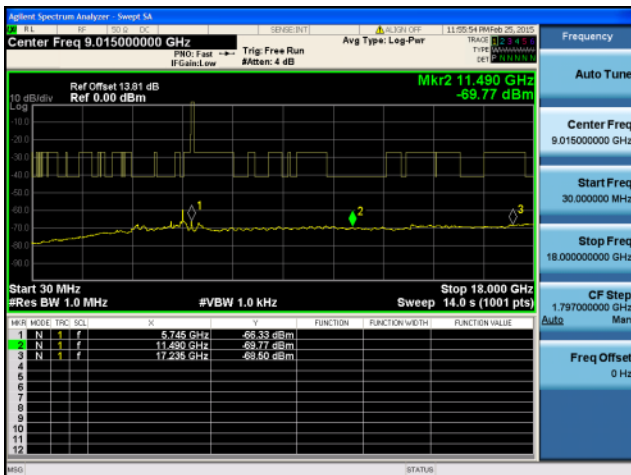 Agilent Spectrum Analyzer - Swept SA
RL RF 50 Ω DC SENSE:INT ALIGN OFF 11:55:54 PM Feb 25, 2015
Center Freq 9.015000000 GHz
PNO: Fast Trig: Free Run Avg Type: Log-Pwr TRACE 1 2 3 4 5 6
IFGain:Low #Atten: 4 dB TYPE
DET P N N N N N
Mkr2 11.490 GHz
-69.77 dBm
Ref Offset 13.81 dB
10 dB/div Ref 0.00 dBm
Log
-10.0
-20.0
-30.0
-40.0
-50.0
-60.0
-70.0
-80.0
-90.0
1
2
3
Start 30 MHz Stop 18.000 GHz
#Res BW 1.0 MHz #VBW 1.0 kHz Sweep 14.0 s (1001 pts)
MKR MODE TRC SCL X Y FUNCTION FUNCTION WIDTH FUNCTION VALUE
1 N 1 f 5.745 GHz -66.33 dBm
2 N 1 f 11.490 GHz -69.77 dBm
3 N 1 f 17.235 GHz -68.50 dBm
4
5
6
7
8
9
10
11
12
MSG STATUS
Frequency
Auto Tune
Center Freq
9.015000000 GHz
Start Freq
30.000000 MHz
Stop Freq
18.000000000 GHz
CF Step
1.797000000 GHz
Auto Man
Freq Offset
0 Hz